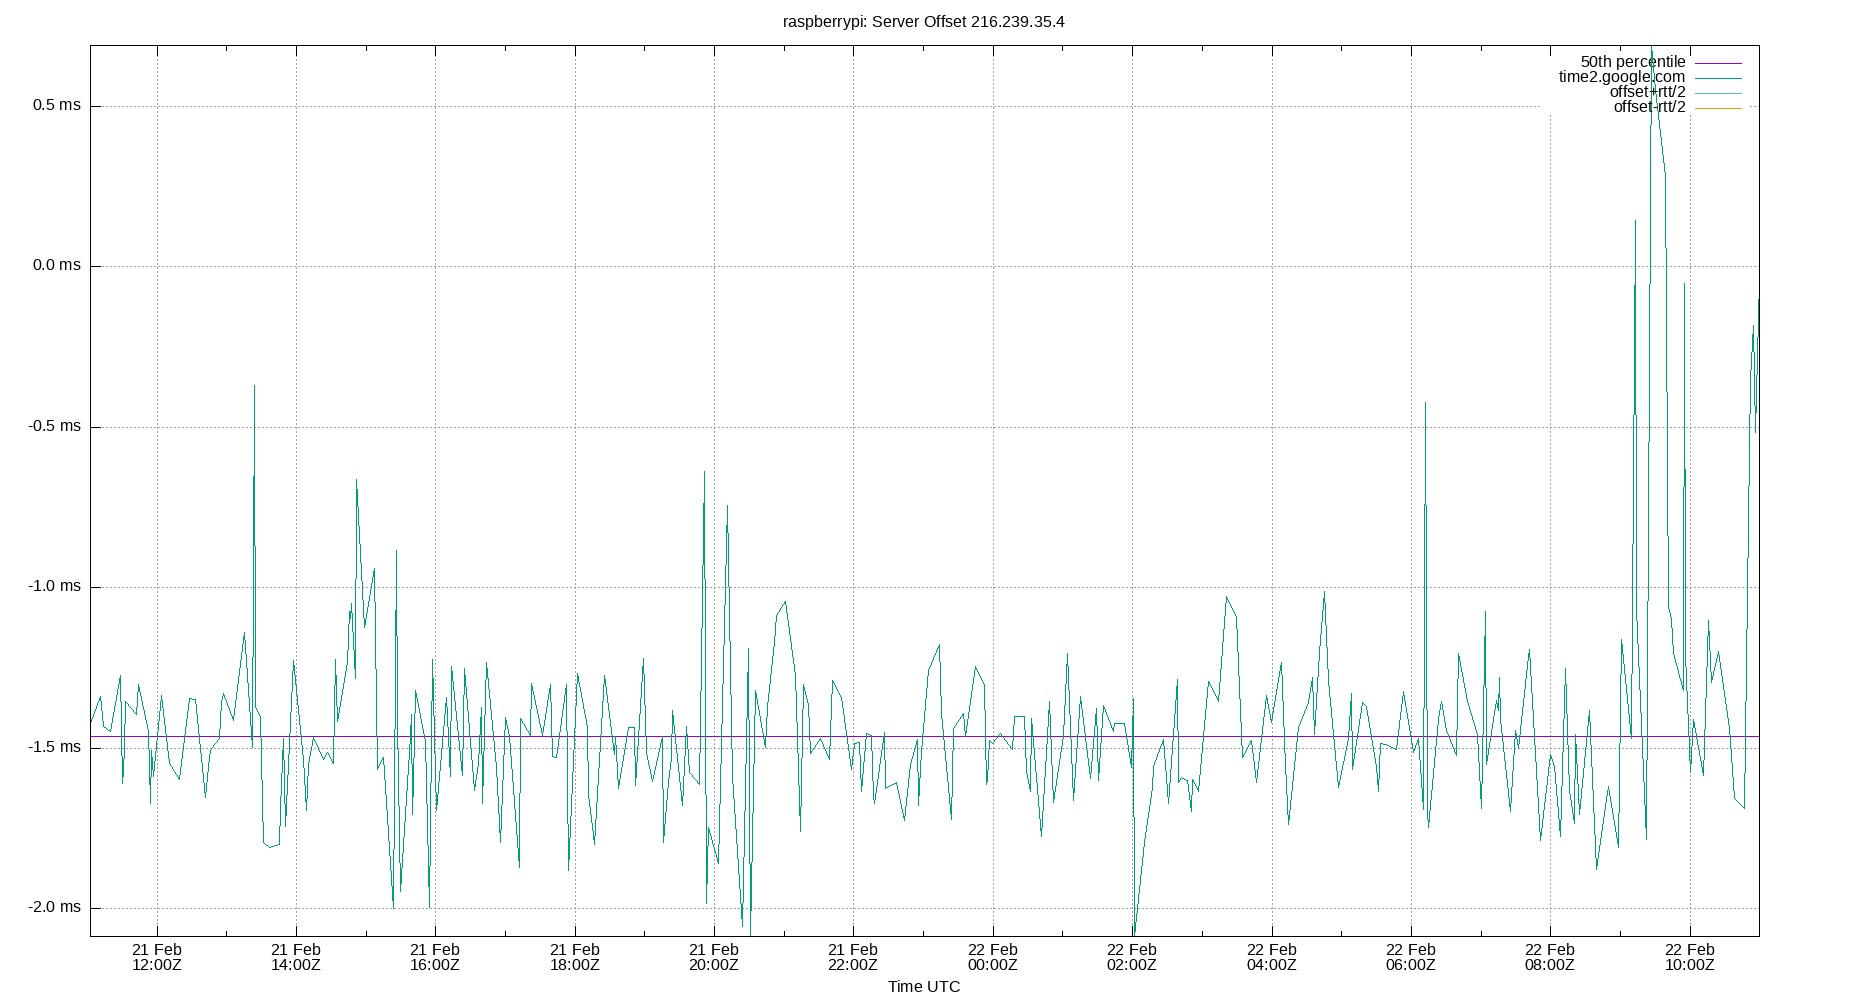 raspberrypi: Server Offset 216.239.35.4
50th percentile
time2.google.com
offset+rtt/2
offset-rtt/2
0.5 ms
0.0 ms
-0.5 ms
-1.0 ms
-1.5 ms
-2.0 ms
21 Feb 21 Feb 21 Feb 21 Feb 21 Feb 21 Feb 22 Feb 22 Feb 22 Feb 22 Feb 22 Feb 22 Feb
12:00Z 14:00Z 16:00Z 18:00Z 20:00Z 22:00Z 00:00Z 02:00Z 04:00Z 06:00Z 08:00Z 10:00Z
Time UTC